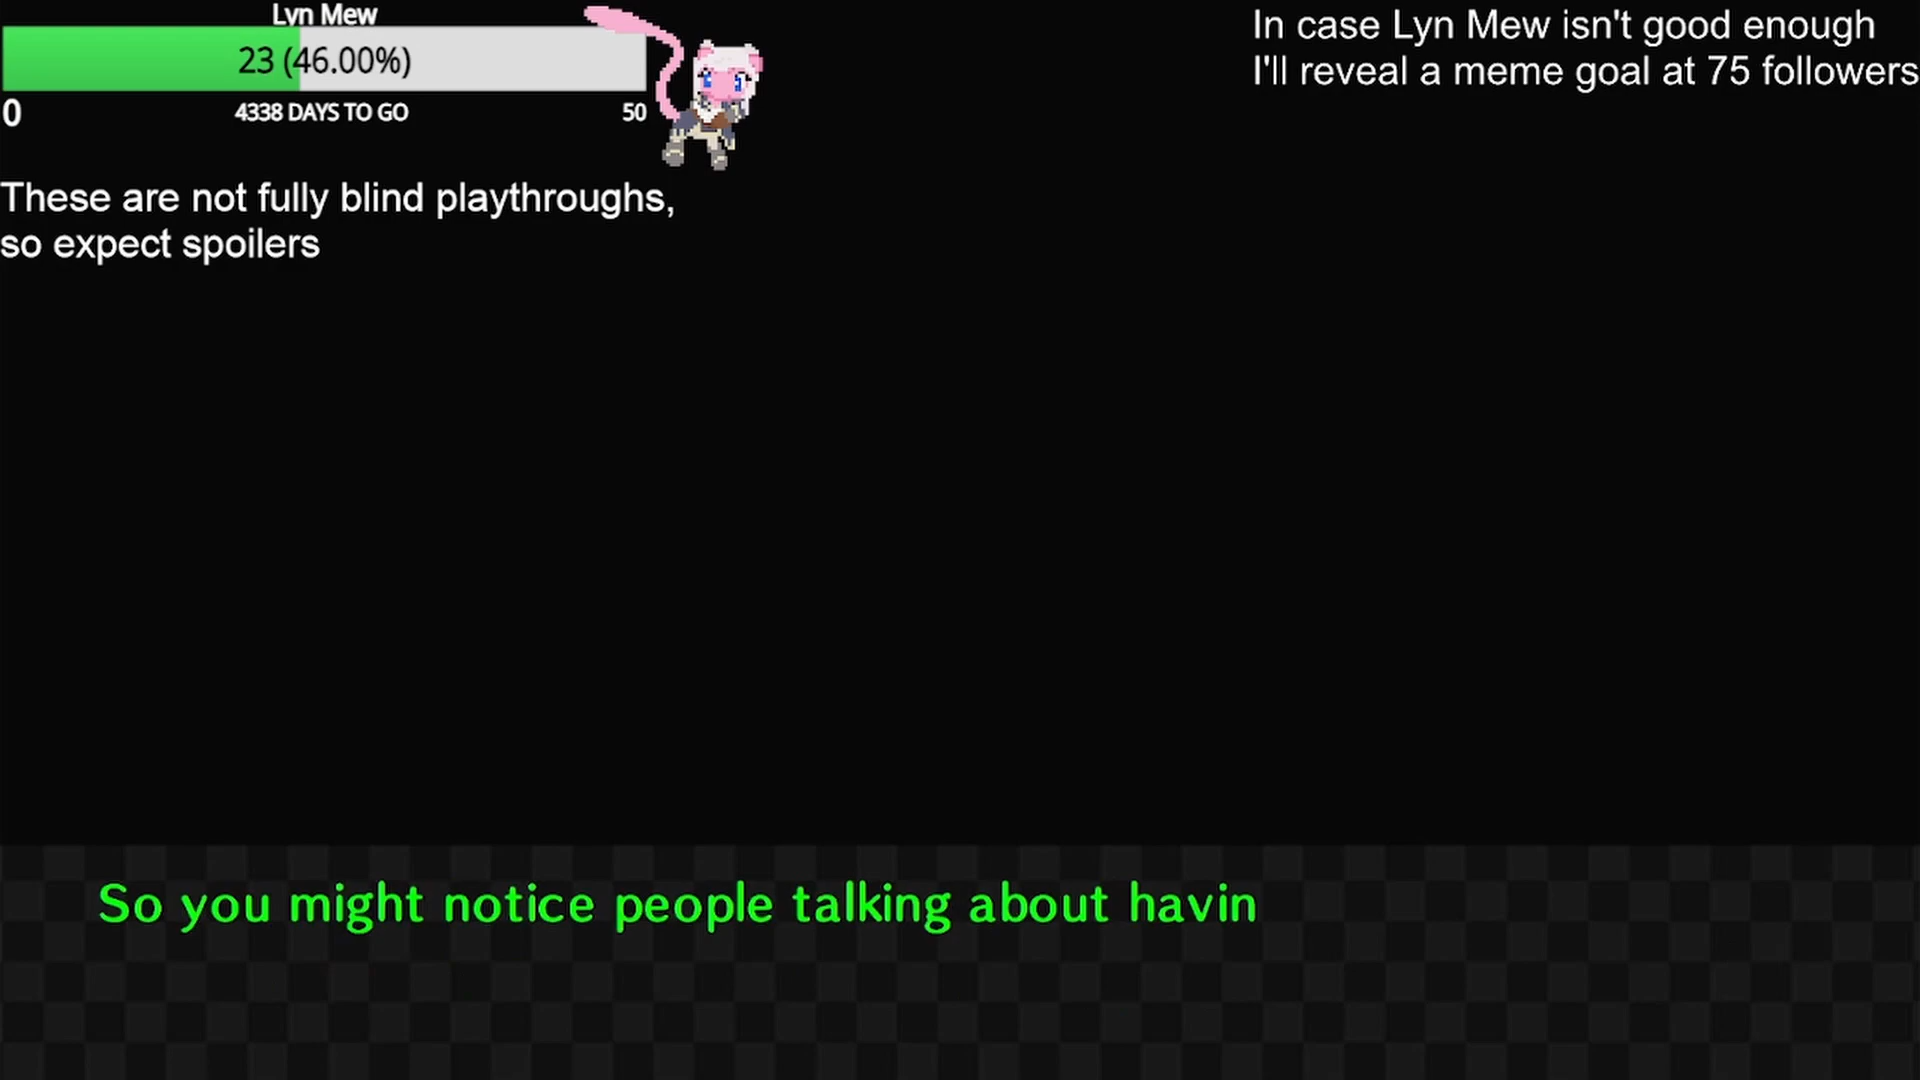 Lyn Mew
23 (46.00%)
0
4338 DAYS TO GO
50
In case Lyn Mew isn't good enough
I'll reveal a meme goal at 75 followers
These are not fully blind playthroughs,
so expect spoilers
So you might notice people talking about havin